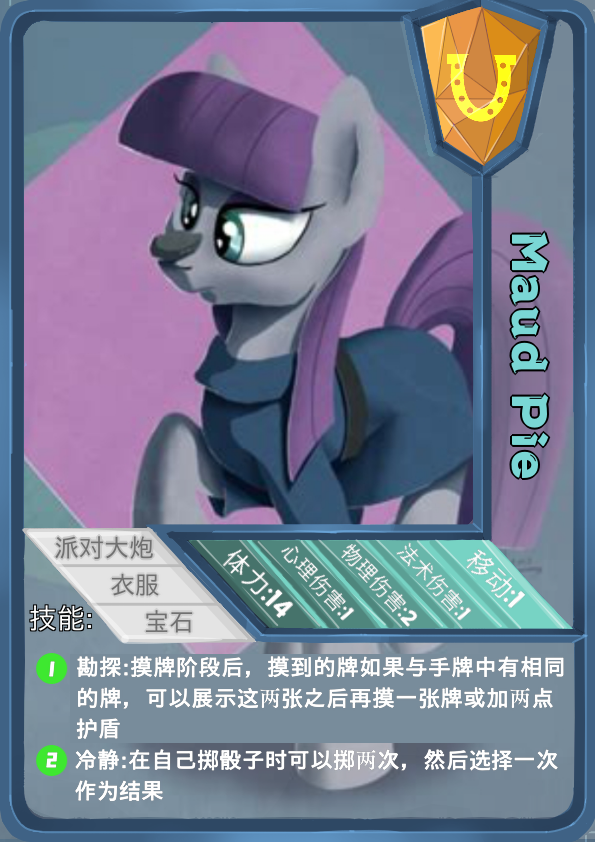 Maud Pie
派对大炮
衣服
宝石
体力:14
心理伤害:1
物理伤害:2
法术伤害:1
移动:1
技能:
1 勘探:摸牌阶段后，摸到的牌如果与手牌中有相同
的牌，可以展示这两张之后再摸一张牌或加两点
护盾
2 冷静:在自己掷骰子时可以掷两次，然后选择一次
作为结果